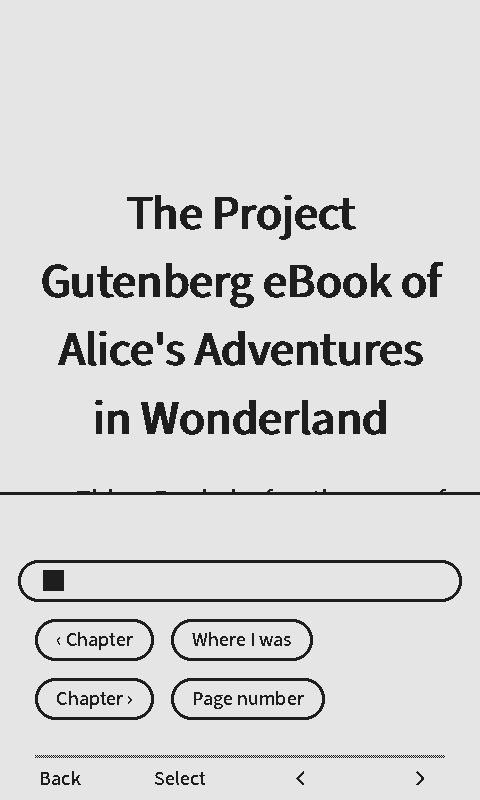 The Project
Gutenberg eBook of
Alice's Adventures
in Wonderland
‹ Chapter
Where I was
Chapter ›
Page number
Back
Select
<
>